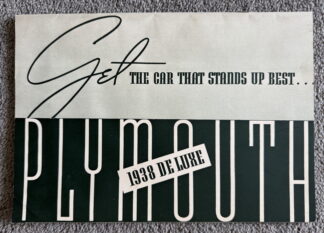 Get THE CAR THAT STANDS UP BEST...
PLYMOUTH
1938 DE LUXE